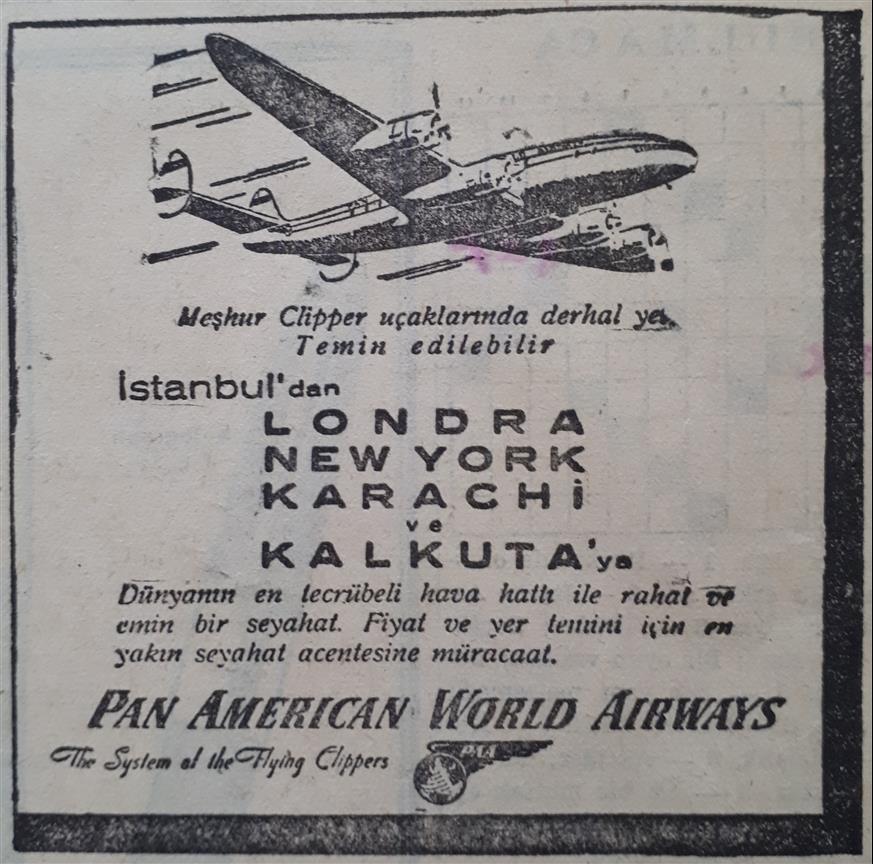 Meşhur Clipper uçaklarında derhal yer
Temin edilebilir
İstanbul'dan
LONDRA
NEW YORK
KARACHİ
ve
KALKUTA'ya
Dünyanın en tecrübeli hava hattı ile rahat ve
emin bir seyahat. Fiyat ve yer temini için en
yakın seyahat acentesine müracaat.
PAN AMERICAN WORLD AIRWAYS
The System of the Flying Clippers
PAA